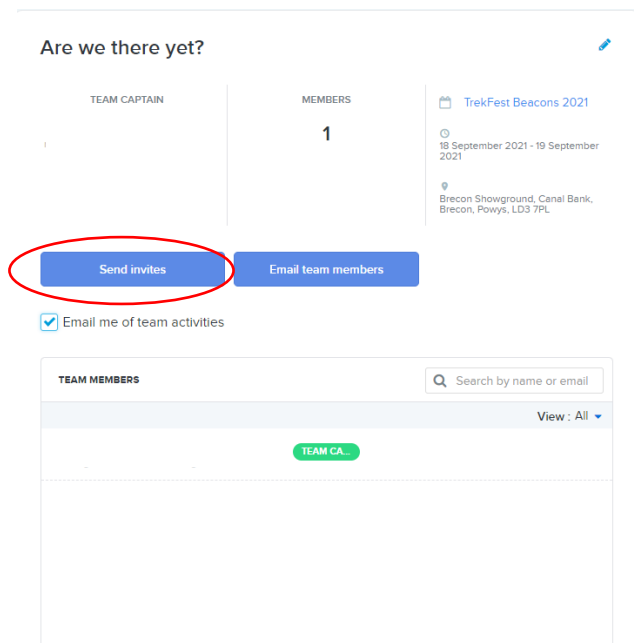 Are we there yet?
TEAM CAPTAIN
MEMBERS
1
TrekFest Beacons 2021
18 September 2021 - 19 September
2021
Brecon Showground, Canal Bank,
Brecon, Powys, LD3 7PL
Send invites
Email team members
Email me of team activities
TEAM MEMBERS
Search by name or email
View : All
TEAM CA...